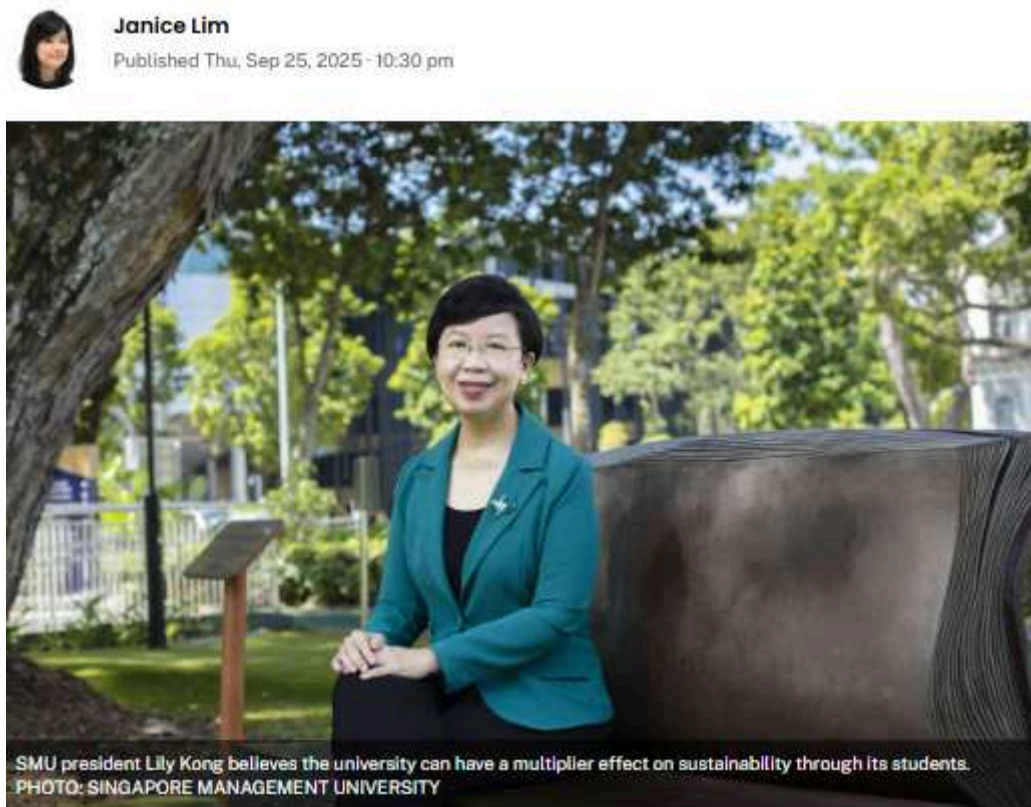 Janice Lim
Published Thu, Sep 25, 2025 · 10:30 pm
SMU president Lily Kong believes the university can have a multiplier effect on sustainability through its students.
PHOTO: SINGAPORE MANAGEMENT UNIVERSITY